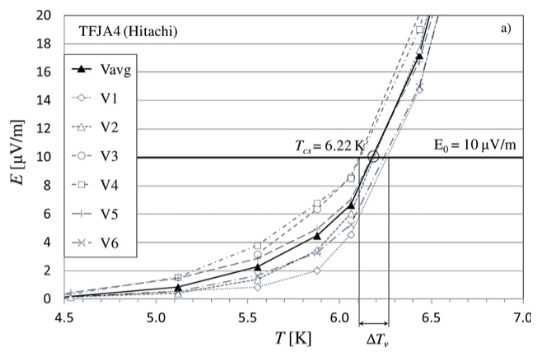 TFJA4 (Hitachi)
a)
Vavg
V1
V2
V3
V4
V5
V6
T_cs = 6.22 K
E₀ = 10 μV/m
E [μV/m]
20
18
16
14
12
10
8
6
4
2
0
4.5
5.0
5.5
6.0
6.5
7.0
T [K]
ΔT_v